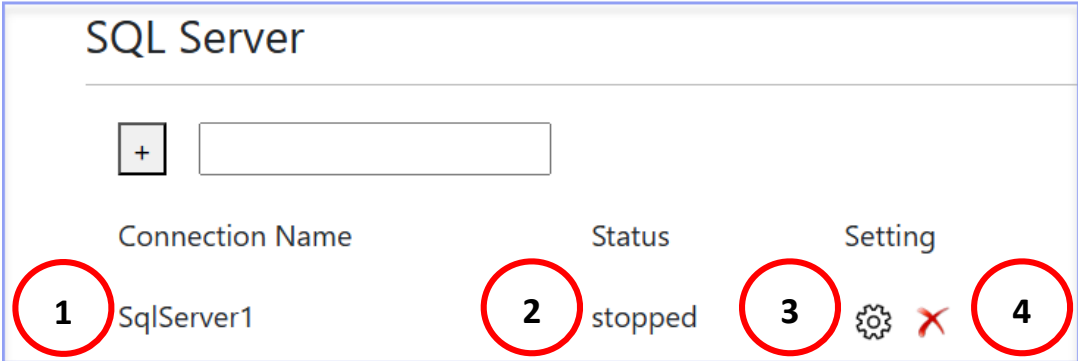 SQL Server
+
Connection Name Status Setting
1 SqlServer1 2 stopped 3 4